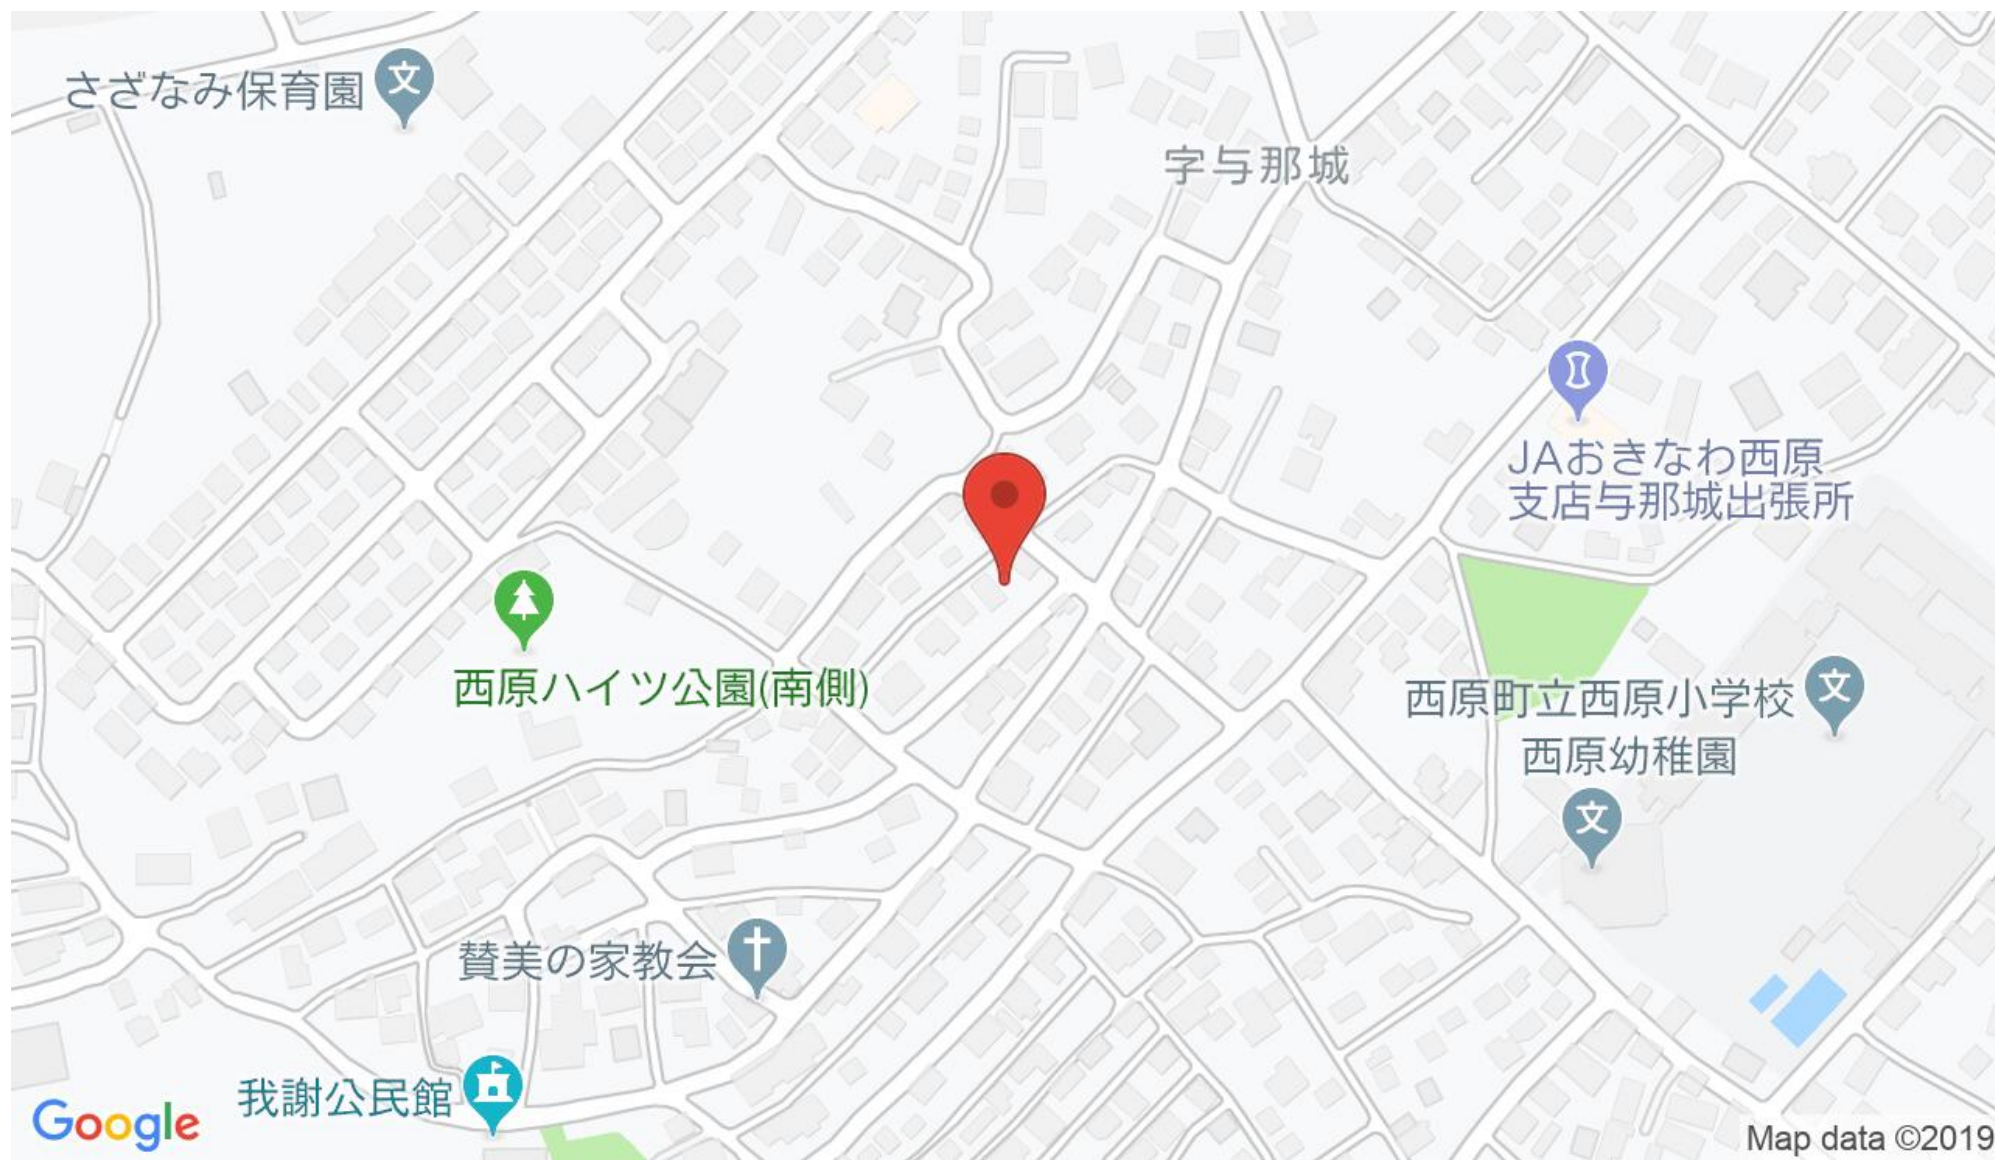 さざなみ保育園
文
字与那城
JAおきなわ西原
支店与那城出張所
西原ハイツ公園(南側)
西原町立西原小学校
文
西原幼稚園
文
賛美の家教会
我謝公民館
Google
Map data ©2019